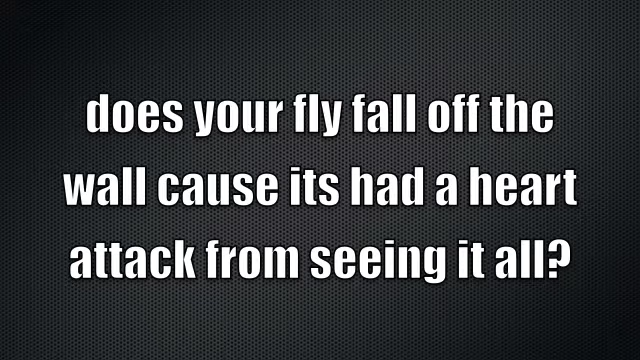 does your fly fall off the
wall cause its had a heart
attack from seeing it all?